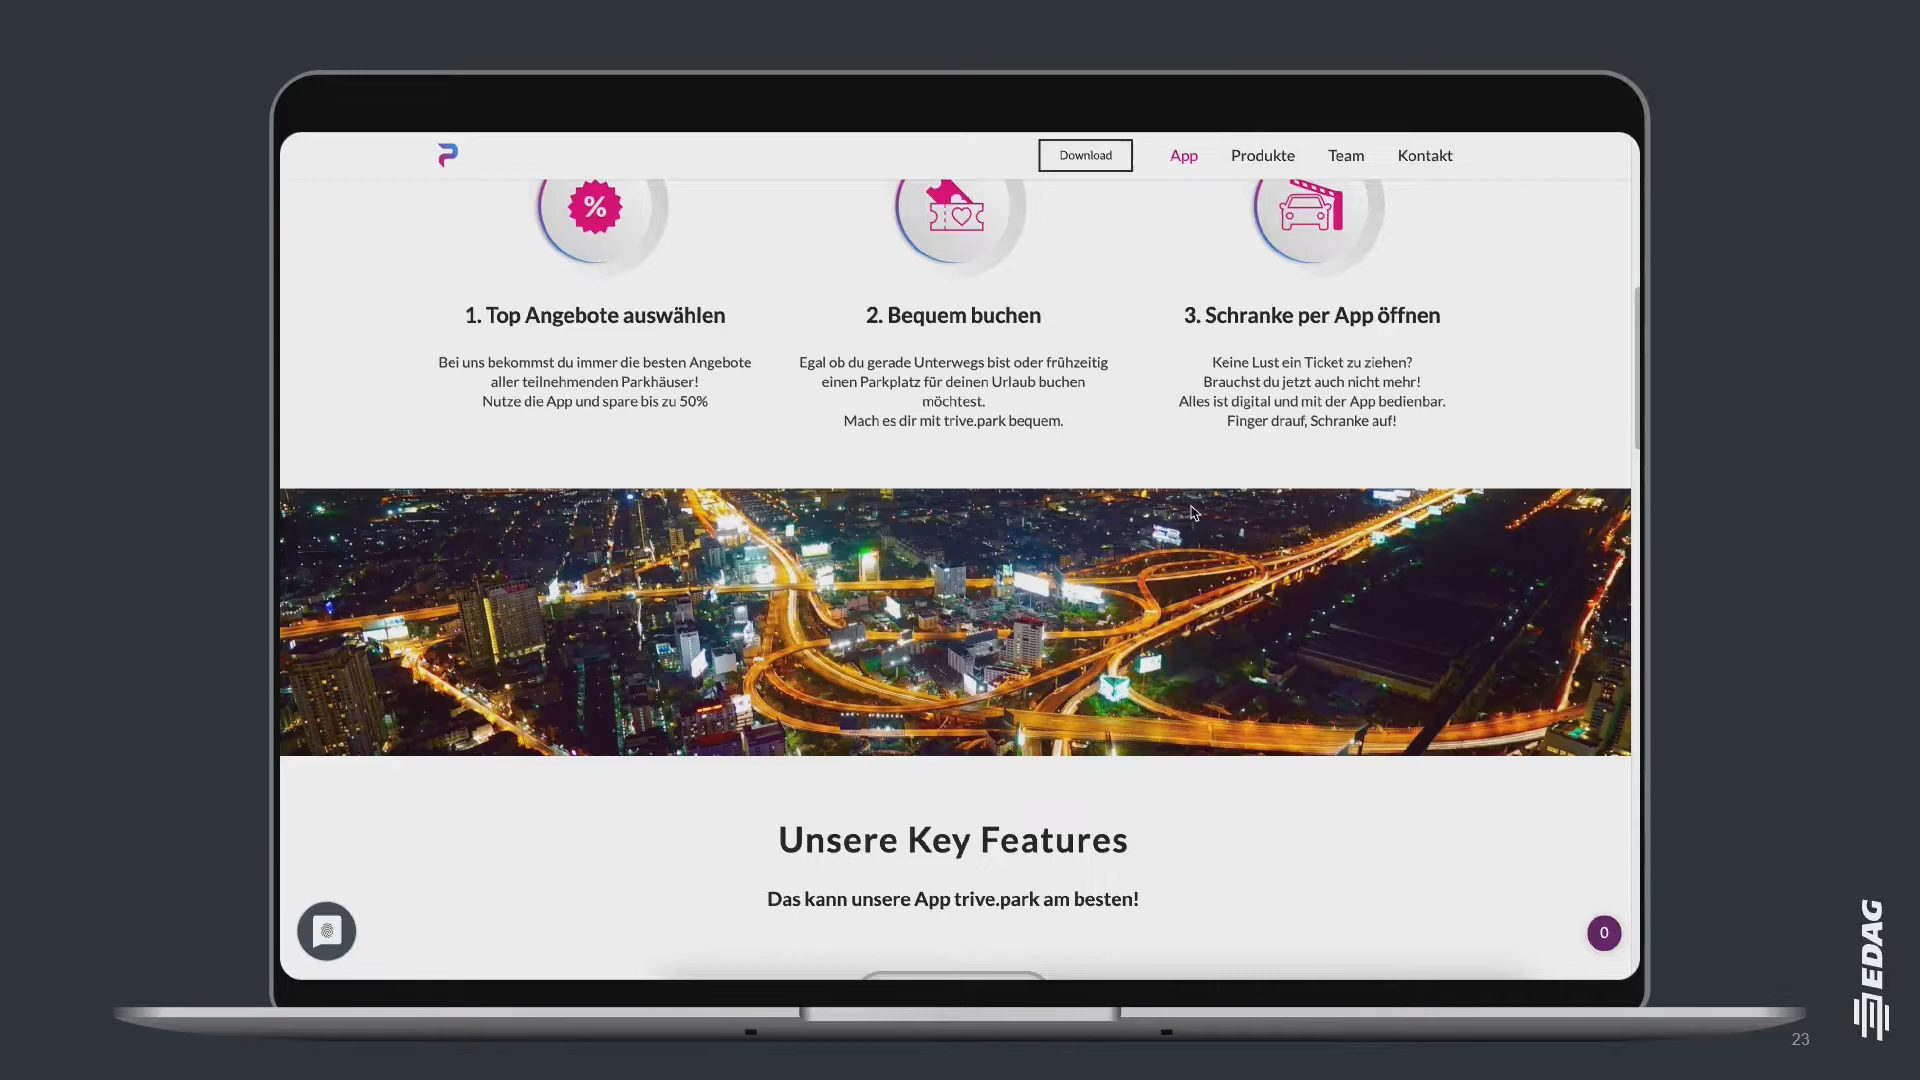 Download
App
Produkte
Team
Kontakt
%
1. Top Angebote auswählen
Bei uns bekommst du immer die besten Angebote
aller teilnehmenden Parkhäuser!
Nutze die App und spare bis zu 50%
2. Bequem buchen
Egal ob du gerade Unterwegs bist oder frühzeitig
einen Parkplatz für deinen Urlaub buchen
möchtest.
Mach es dir mit trive.park bequem.
3. Schranke per App öffnen
Keine Lust ein Ticket zu ziehen?
Brauchst du jetzt auch nicht mehr!
Alles ist digital und mit der App bedienbar.
Finger drauf, Schranke auf!
Unsere Key Features
Das kann unsere App trive.park am besten!
0
EDAG
23